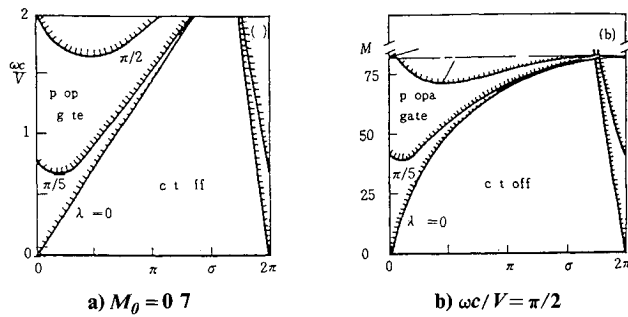 2
ωc
V
1
0
( )
π/2
p op
g te
π/5
λ = 0
c t ff
0
π
σ
2π
a) M₀ = 0 7
M
75
50
25
0
(b)
p opa
gate
π/5
λ = 0
c t off
0
π
σ
2π
b) ωc/V = π/2